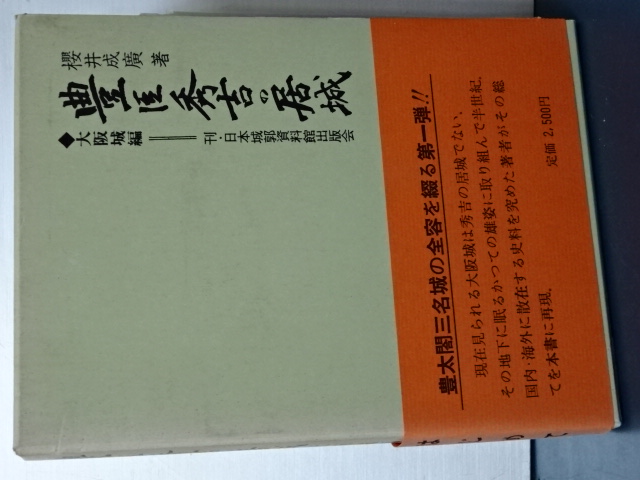 櫻井成廣著
豊臣秀吉の居城
◆大阪城編
刊・日本城郭資料館出版会
豊太閤三名城の全容を綴る第一弾!!
現在見られる大阪城は秀吉の居城でない。
その地下に眠るかつての雄姿に取り組んで半世紀。
国内・海外に散在する史料を究めた著者がその総
てを本書に再現。
定価 2,500円